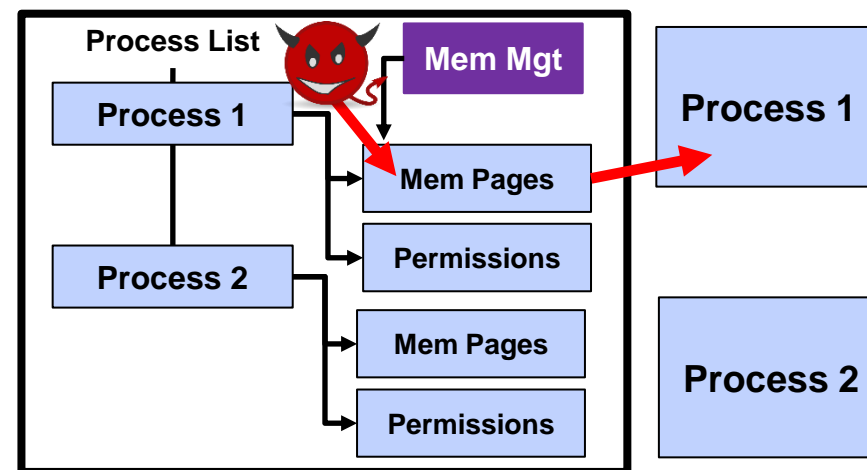 Process List
Mem Mgt
Process 1
Process 1
Mem Pages
Permissions
Process 2
Mem Pages
Permissions
Process 2